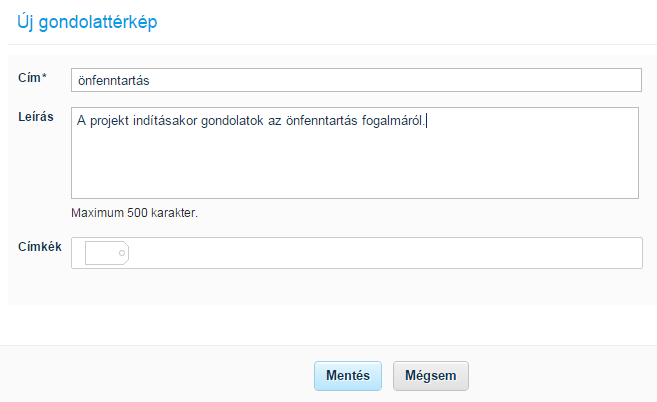 Új gondolattérkép
Cím* önfenntartás
Leírás A projekt indításakor gondolatok az önfenntartás fogalmáról.
Maximum 500 karakter.
Címkék
Mentés Mégsem